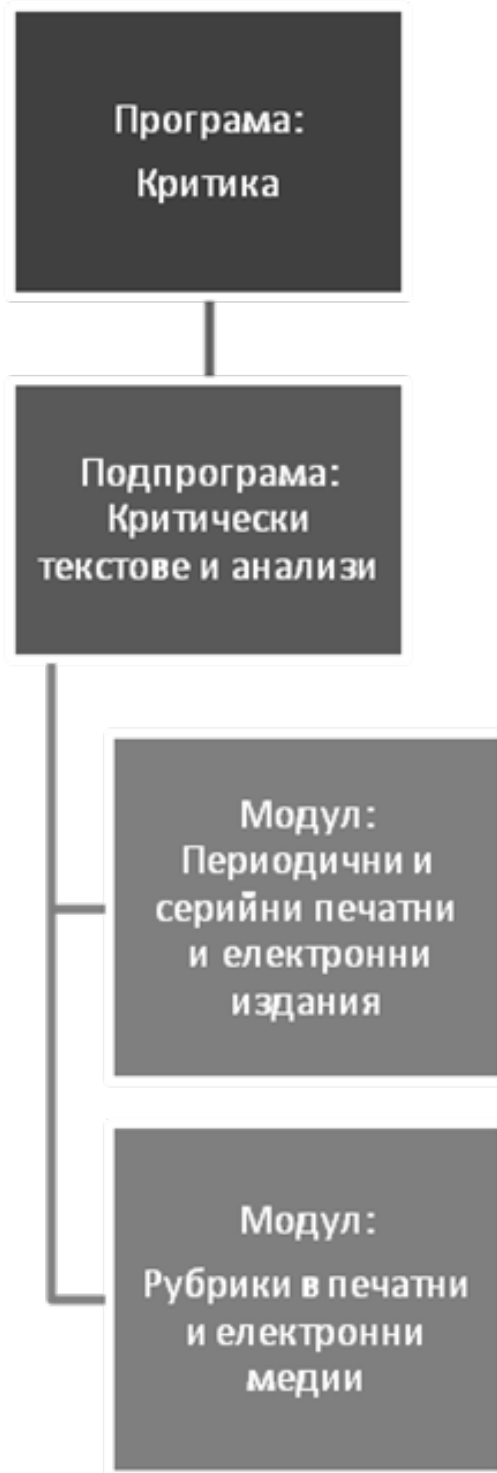 Програма:
Критика
Подпрограма:
Критически
текстове и анализи
Модул:
Периодични и
серийни печатни
и електронни
издания
Модул:
Рубрики в печатни
и електронни
медии